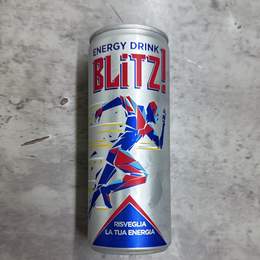 ENERGY DRINK
BLiTZ!
RISVEGLIA
LA TUA ENERGIA